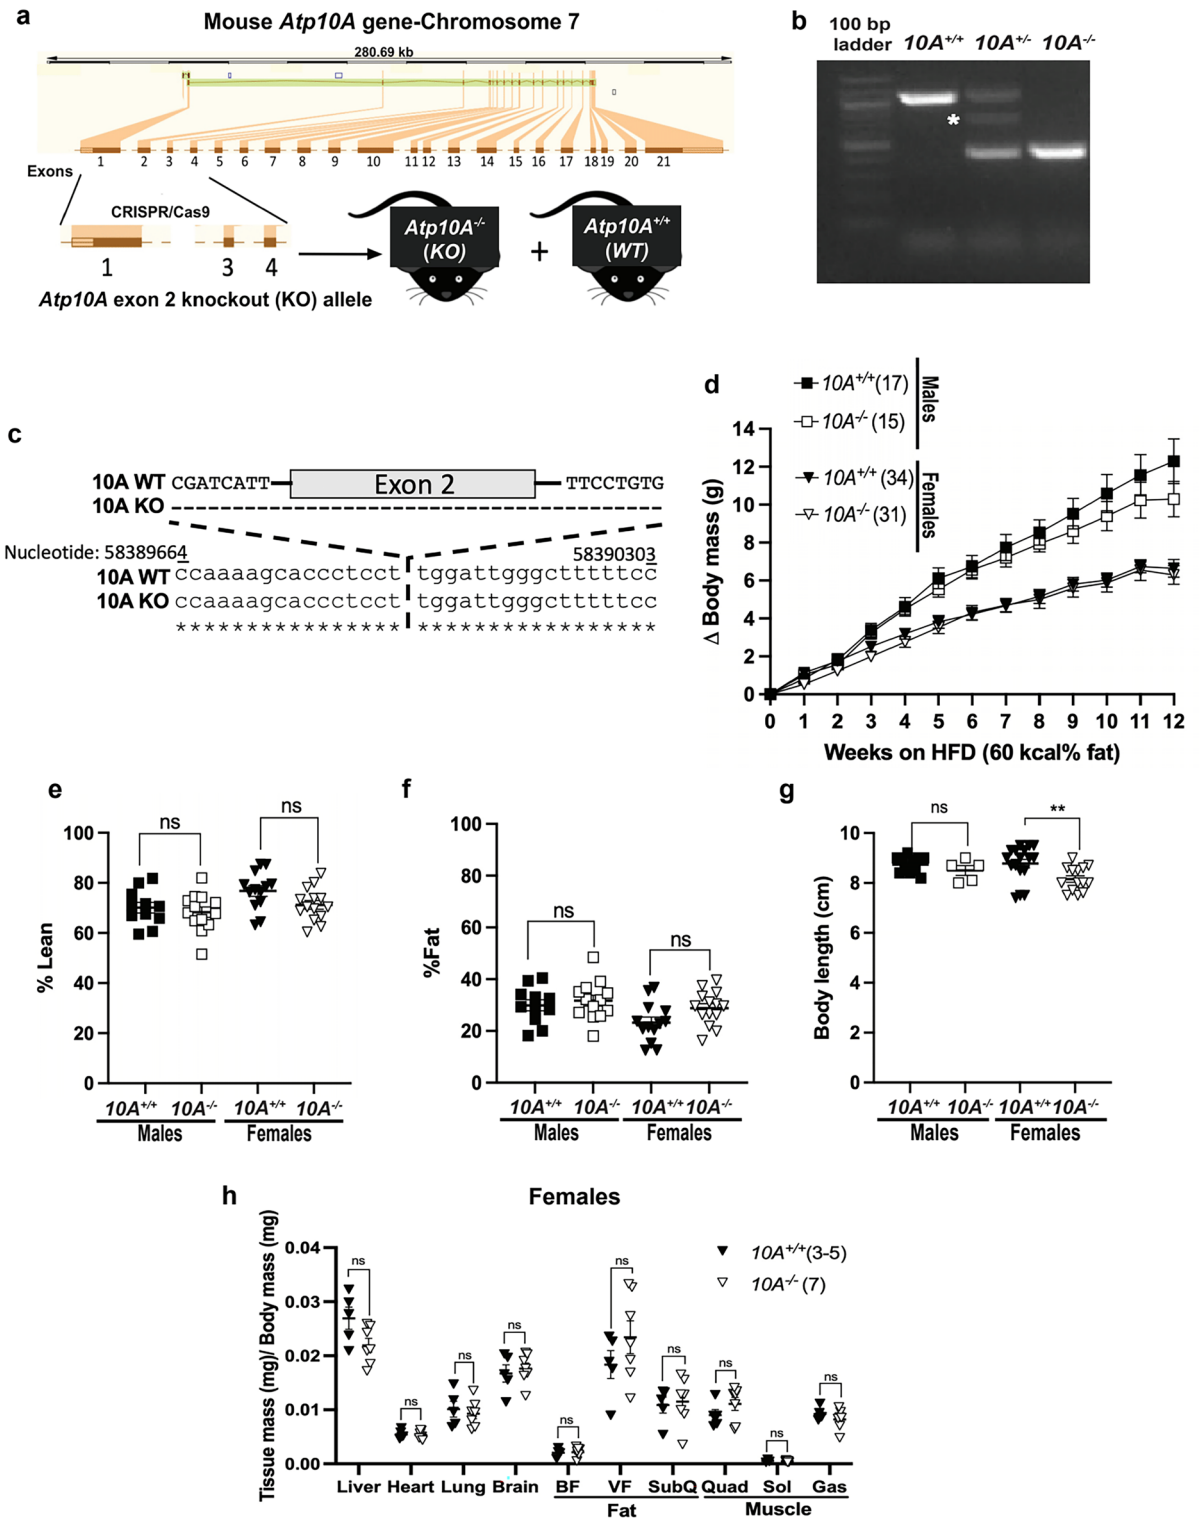 a
Mouse Atp10A gene-Chromosome 7
280.69 kb
1 2 3 4 5 6 7 8 9 10 11 12 13 14 15 16 17 18 19 20 21
Exons
CRISPR/Cas9
1 3 4
Atp10A exon 2 knockout (KO) allele
Atp10A-/-
(KO)
+
Atp10A+/+
(WT)
b
100 bp
ladder 10A+/+ 10A+/- 10A-/-
*
c
10A WT CGATCATT Exon 2 TTCCTGTG
10A KO
Nucleotide: 58389664 58390303
10A WT ccaaaagcaccctcct tggattgggctttttcc
10A KO ccaaaagcaccctcct tggattgggctttttcc
**************** *****************
d
10A+/+(17)
10A-/- (15)
Males
10A+/+ (34)
10A-/- (31)
Females
Δ Body mass (g)
14
12
10
8
6
4
2
0
0 1 2 3 4 5 6 7 8 9 10 11 12
Weeks on HFD (60 kcal% fat)
e
% Lean
100
80
60
40
20
0
ns ns
10A+/+ 10A-/- 10A+/+ 10A-/-
Males Females
f
%Fat
100
80
60
40
20
0
ns ns
10A+/+ 10A-/- 10A+/+ 10A-/-
Males Females
g
Body length (cm)
10
8
6
4
2
0
ns **
10A+/+ 10A-/- 10A+/+ 10A-/-
Males Females
h
Females
Tissue mass (mg)/ Body mass (mg)
0.04
0.03
0.02
0.01
0.00
10A+/+(3-5)
10A-/- (7)
ns ns ns ns ns ns ns ns ns ns
Liver Heart Lung Brain BF VF SubQ Quad Sol Gas
Fat Muscle